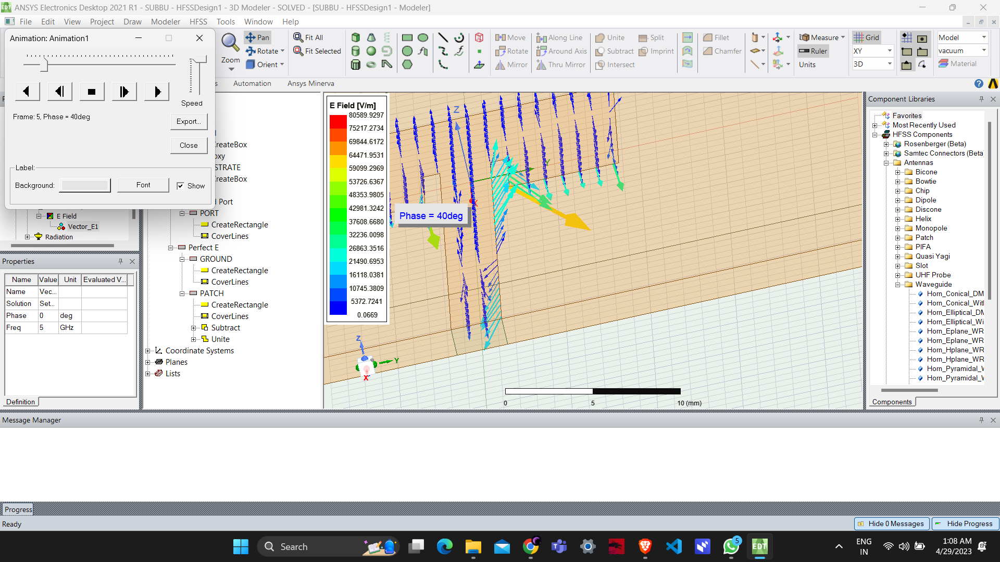 ANSYS Electronics Desktop 2021 R1 - SUBBU - HFSSDesign1 - 3D Modeler - SOLVED - [SUBBU - HFSSDesign1 - Modeler]
File Edit View Project Draw Modeler HFSS Tools Window Help
Animation: Animation1
Frame: 5, Phase = 40deg
Speed
Export...
Close
Label:
Background:
Font
Show
Zoom
Pan
Rotate
Orient
Fit All
Fit Selected
Move
Rotate
Mirror
Along Line
Around Axis
Thru Mirror
Unite
Subtract
Intersect
Split
Imprint
Fillet
Chamfer
Measure
Ruler
Units
Grid
XY
3D
Model
vacuum
Material
Automation
Ansys Minerva
E Field
Vector_E1
Radiation
Properties
Name Value Unit Evaluated V...
Name Vec...
Solution Set...
Phase 0 deg
Freq 5 GHz
Definition
CreateBox
STRATE
CreateBox
Port
PORT
CreateRectangle
CoverLines
Perfect E
GROUND
CreateRectangle
CoverLines
PATCH
CreateRectangle
CoverLines
Subtract
Unite
Coordinate Systems
Planes
Lists
E Field [V/m]
80589.9297
75217.2734
69844.6172
64471.9531
59099.2969
53726.6367
48353.9805
42981.3242
37608.6680
32236.0098
26863.3516
21490.6953
16118.0381
10745.3809
5372.7241
0.0669
Z
Y
X
Phase = 40deg
Z
Y
X
0 5 10 (mm)
Component Libraries
Favorites
Most Recently Used
HFSS Components
Rosenberger (Beta)
Samtec Connectors (Beta
Antennas
Bicone
Bowtie
Chip
Dipole
Discone
Helix
Monopole
Patch
PIFA
Quasi Yagi
Slot
UHF Probe
Waveguide
Horn_Conical_DM
Horn_Conical_Wit
Horn_Elliptical_DM
Horn_Elliptical_Wi
Horn_Eplane_WR
Horn_Eplane_WR
Horn_Hplane_WR
Horn_Hplane_WR
Horn_Pyramidal_W
Horn_Pyramidal_W
Components
Message Manager
Progress
Ready
Hide 0 Messages
Hide Progress
Search
5
EDT
ENG
IN
1:08 AM
4/29/2023